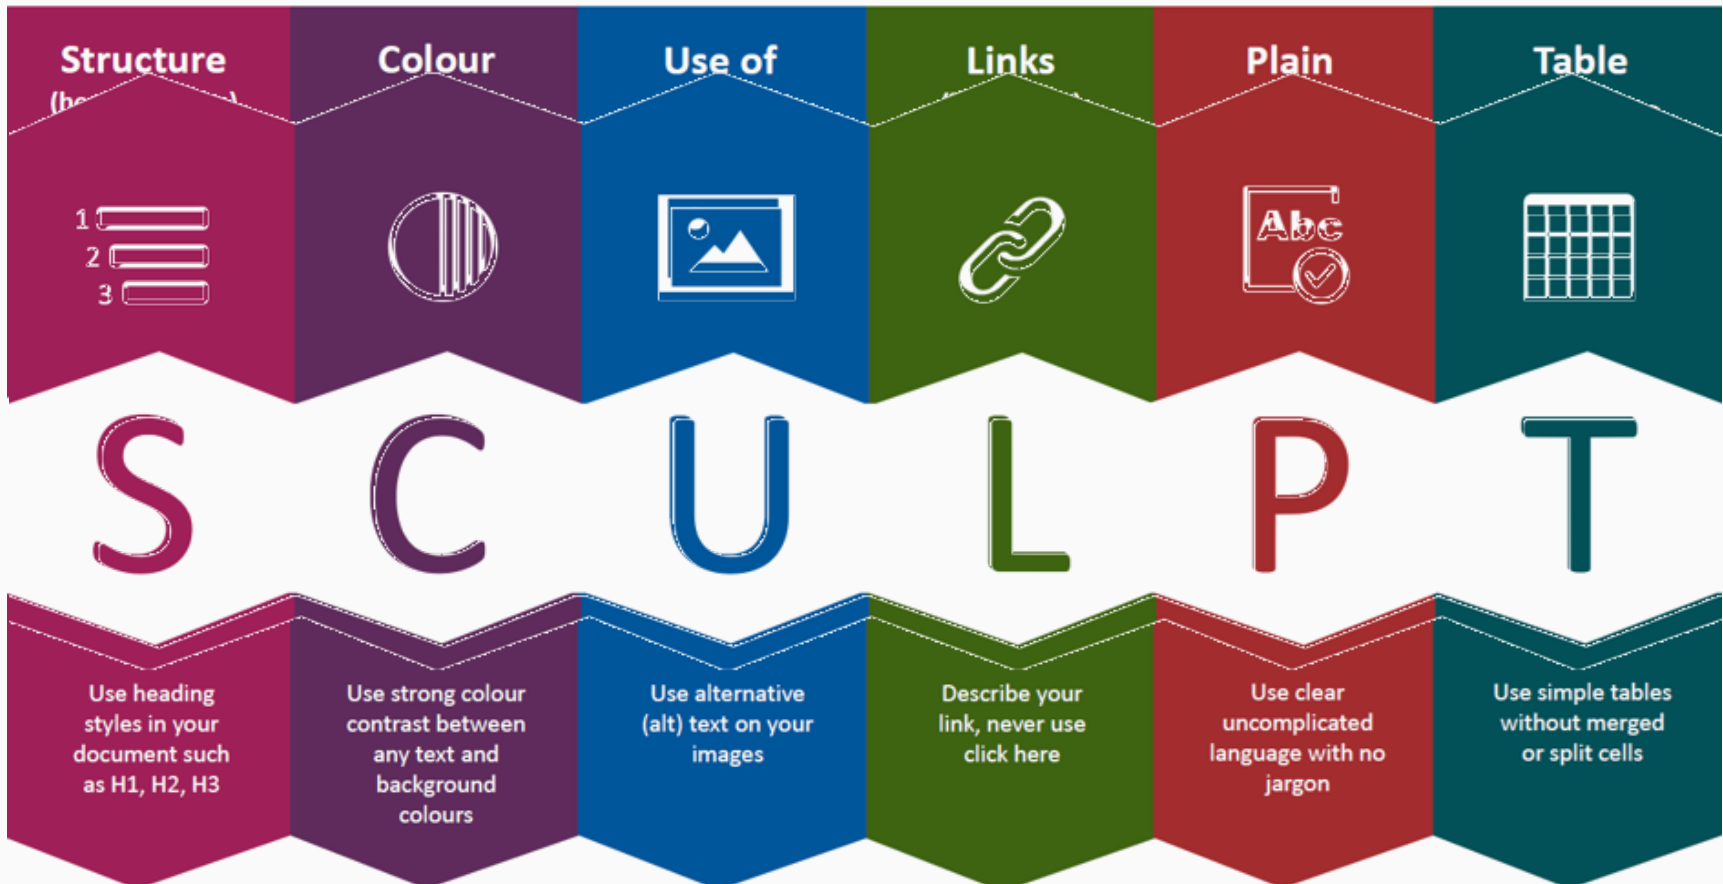 Structure
Colour
Use of
Links
Plain
Table
1
2
3
Abc
S
C
U
L
P
T
Use heading
styles in your
document such
as H1, H2, H3
Use strong colour
contrast between
any text and
background
colours
Use alternative
(alt) text on your
images
Describe your
link, never use
click here
Use clear
uncomplicated
language with no
jargon
Use simple tables
without merged
or split cells